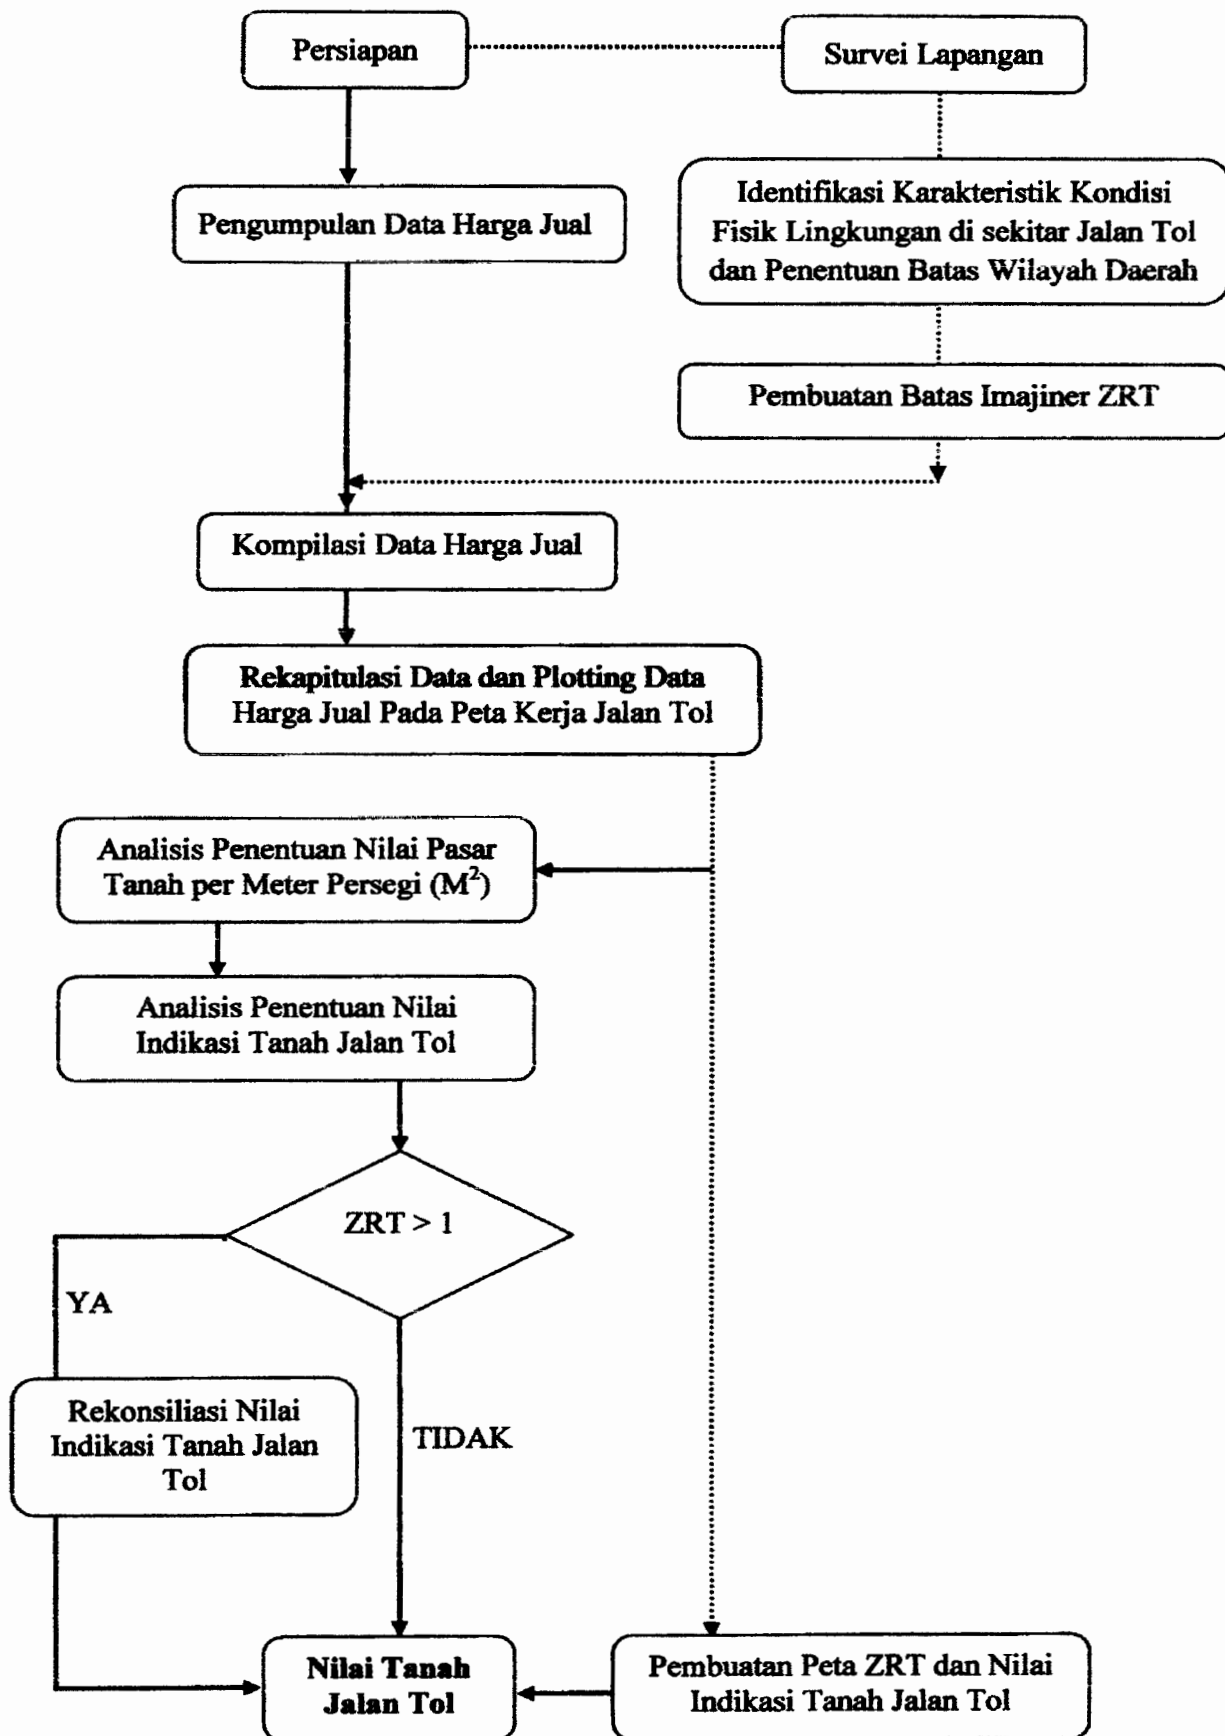 Persiapan
Survei Lapangan
Identifikasi Karakteristik Kondisi
Fisik Lingkungan di sekitar Jalan Tol
dan Penentuan Batas Wilayah Daerah
Pengumpulan Data Harga Jual
Pembuatan Batas Imajiner ZRT
Kompilasi Data Harga Jual
Rekapitulasi Data dan Plotting Data
Harga Jual Pada Peta Kerja Jalan Tol
Analisis Penentuan Nilai Pasar
Tanah per Meter Persegi (M²)
Analisis Penentuan Nilai
Indikasi Tanah Jalan Tol
ZRT > 1
YA
TIDAK
Rekonsiliasi Nilai
Indikasi Tanah Jalan
Tol
Nilai Tanah
Jalan Tol
Pembuatan Peta ZRT dan Nilai
Indikasi Tanah Jalan Tol